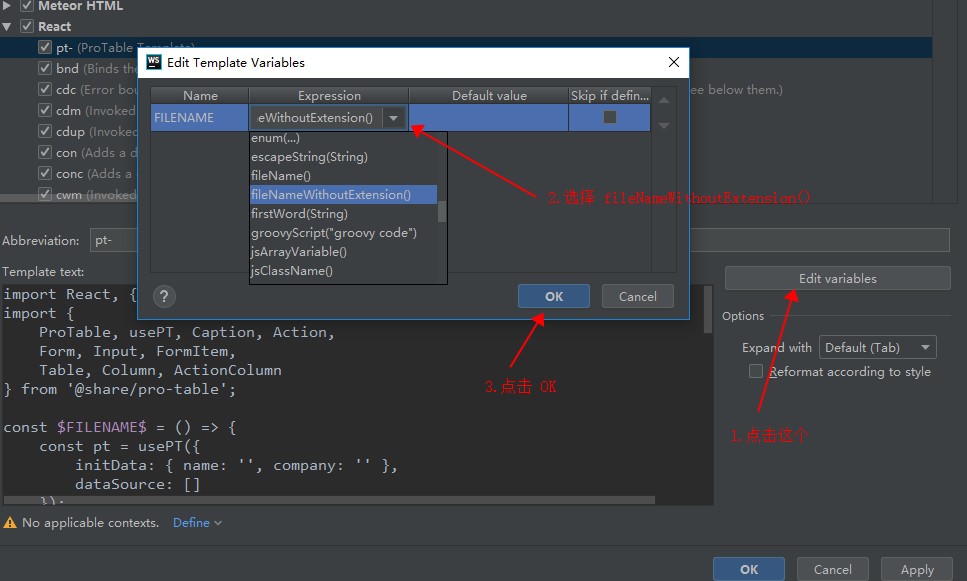 Meteor HTML
React
pt- (ProTable Template)
WS Edit Template Variables
bnd (Binds the
cdc (Error bou
ee below them.)
cdm (Invoked
cdup (Invoked
con (Adds a d
conc (Adds a
cwm (Invoked
Name Expression Default value Skip if defin...
FILENAME eWithoutExtension()
enum(...)
escapeString(String)
fileName()
fileNameWithoutExtension()
firstWord(String)
groovyScript("groovy code")
jsArrayVariable()
jsClassName()
2.选择 fileNameWithoutExtension()
? OK Cancel
3.点击 OK
Abbreviation: pt-
Template text:
Edit variables
import React, {
import {
ProTable, usePT, Caption, Action,
Form, Input, FormItem,
Table, Column, ActionColumn
} from '@share/pro-table';
const $FILENAME$ = () => {
const pt = usePT({
initData: { name: '', company: '' },
dataSource: []
});
Options
Expand with Default (Tab)
Reformat according to style
1.点击这个
No applicable contexts. Define
OK Cancel Apply